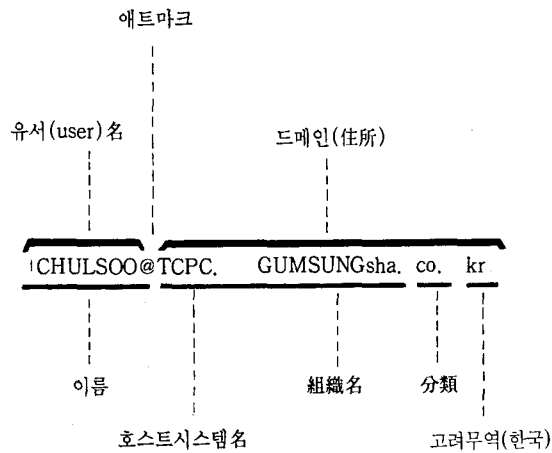 애트마크
유서(user)名
드메인(住所)
CHULSOO@TCPC. GUMSUNGsha. co. kr
이름
組織名
分類
호스트시스템名
고려무역(한국)